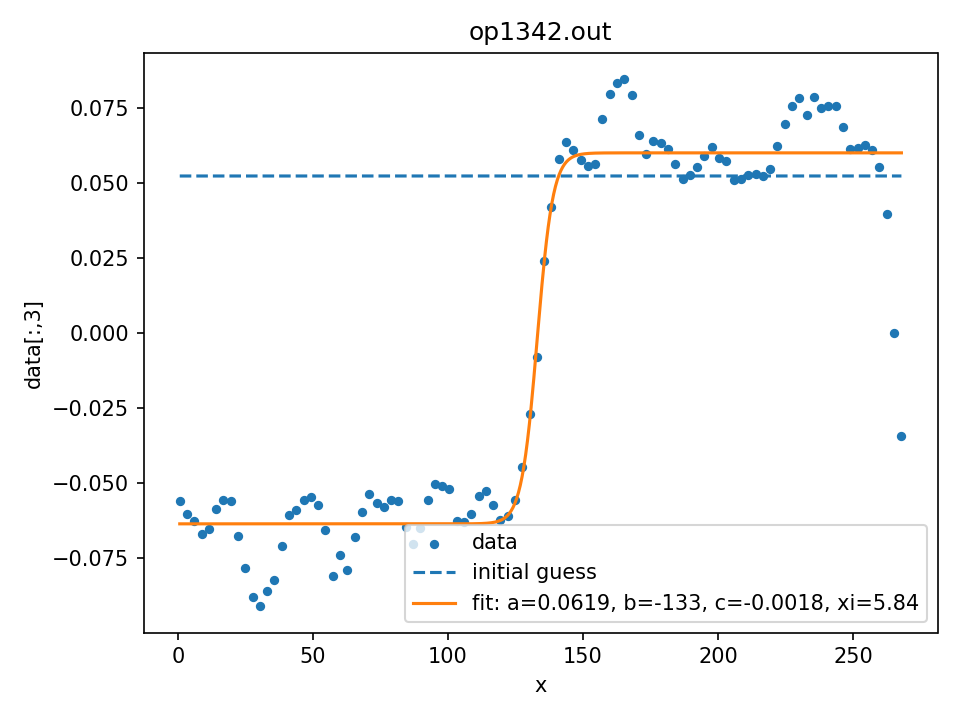 op1342.out
0.075
0.050
0.025
0.000
−0.025
−0.050
−0.075
data[:,3]
data
initial guess
fit: a=0.0619, b=-133, c=-0.0018, xi=5.84
0 50 100 150 200 250
x